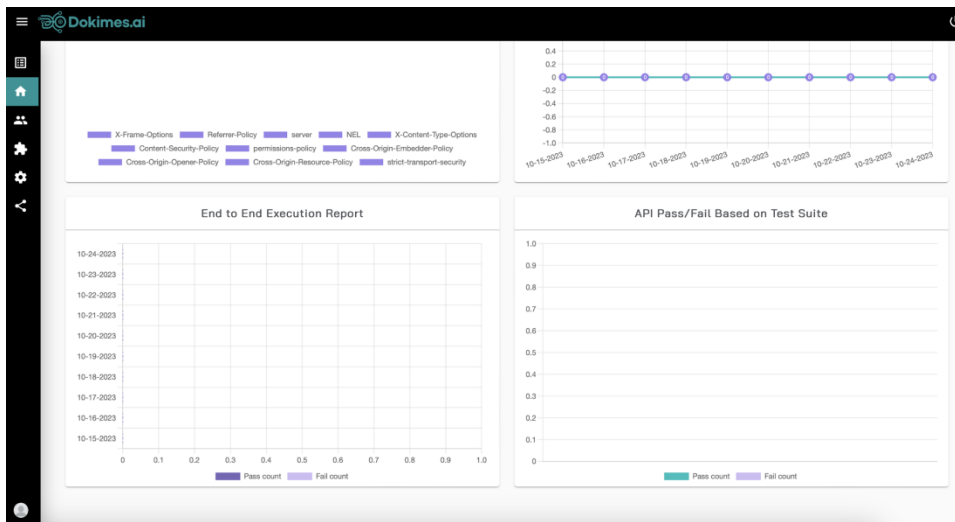 Dokimes.ai
X-Frame-Options Referrer-Policy server NEL X-Content-Type-Options
Content-Security-Policy permissions-policy Cross-Origin-Embedder-Policy
Cross-Origin-Opener-Policy Cross-Origin-Resource-Policy strict-transport-security
0.4
0.2
0
-0.2
-0.4
-0.6
-0.8
-1.0
10-15-2023 10-16-2023 10-17-2023 10-18-2023 10-19-2023 10-20-2023 10-21-2023 10-22-2023 10-23-2023 10-24-2023
End to End Execution Report
10-24-2023
10-23-2023
10-22-2023
10-21-2023
10-20-2023
10-19-2023
10-18-2023
10-17-2023
10-16-2023
10-15-2023
0 0.1 0.2 0.3 0.4 0.5 0.6 0.7 0.8 0.9 1.0
Pass count Fail count
API Pass/Fail Based on Test Suite
1.0
0.9
0.8
0.7
0.6
0.5
0.4
0.3
0.2
0.1
0
Pass count Fail count